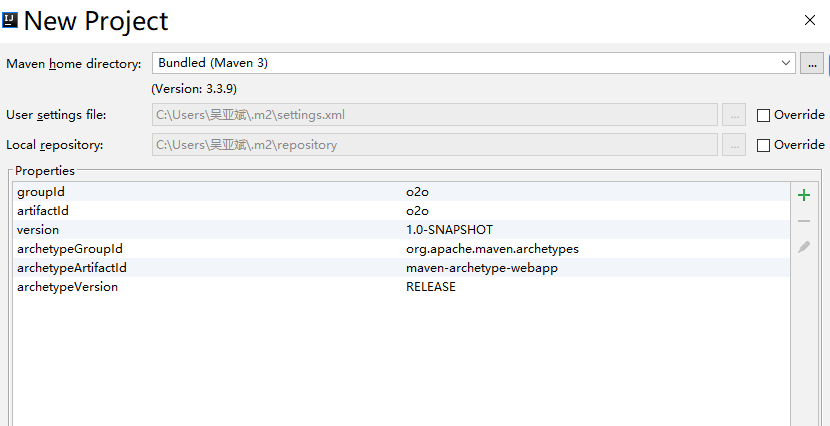 New Project
Maven home directory: Bundled (Maven 3) ...
(Version: 3.3.9)
User settings file: C:\Users\吴亚斌\.m2\settings.xml ... Override
Local repository: C:\Users\吴亚斌\.m2\repository ... Override
Properties
groupId o2o
artifactId o2o
version 1.0-SNAPSHOT
archetypeGroupId org.apache.maven.archetypes
archetypeArtifactId maven-archetype-webapp
archetypeVersion RELEASE